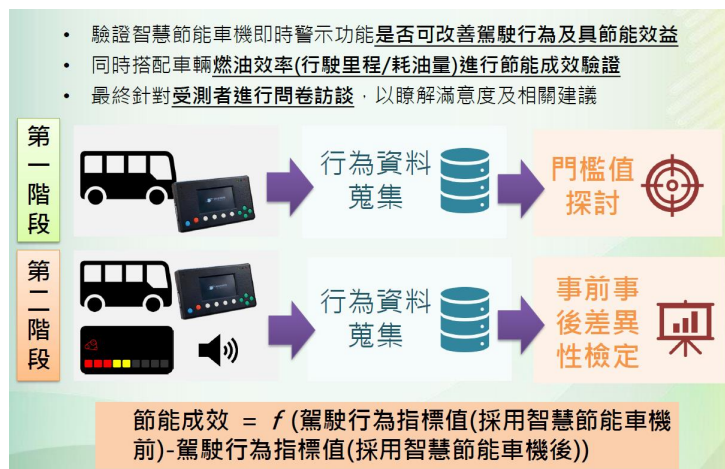 • 驗證智慧節能車機即時警示功能是否可改善駕駛行為及具節能效益
• 同時搭配車輛燃油效率(行駛里程/耗油量)進行節能成效驗證
• 最終針對受測者進行問卷訪談，以瞭解滿意度及相關建議
第一階段
行為資料
蒐集
門檻值
探討
第二階段
行為資料
蒐集
事前事
後差異
性檢定
節能成效 = f (駕駛行為指標值(採用智慧節能車機
前)-駕駛行為指標值(採用智慧節能車機後))